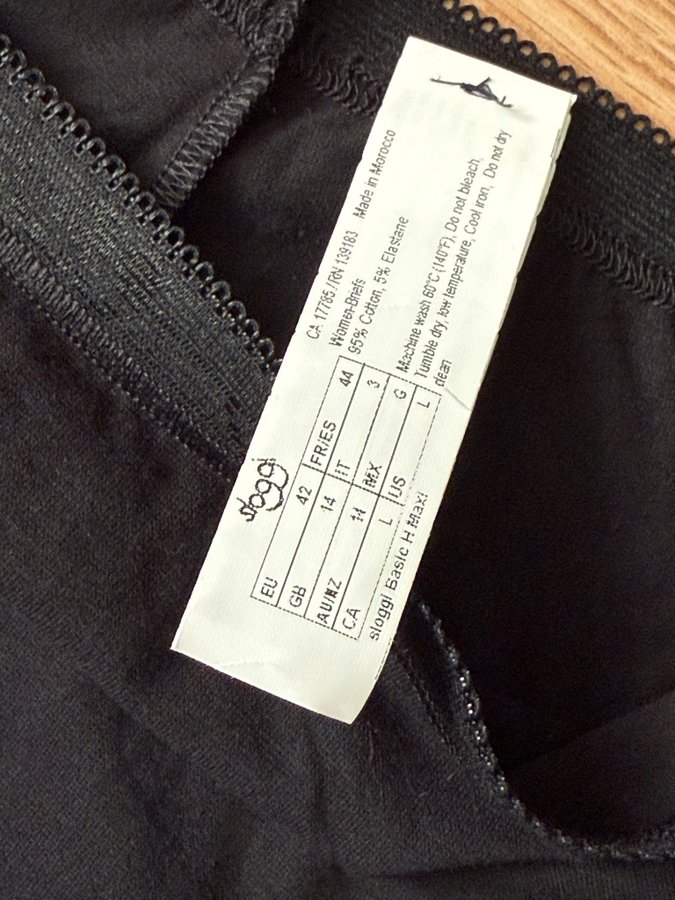 sloggi
EU 42 FR/ES 44
GB 14 IT 3
AU/NZ 14 MX G
CA L US L
sloggi Basic H Maxi
CA 17785 / RN 139183 Made in Morocco
Women-Briefs
95% Cotton, 5% Elastane
Machine wash 60°C (140°F), Do not bleach,
Tumble dry, low temperature, Cool iron, Do not dry
clean